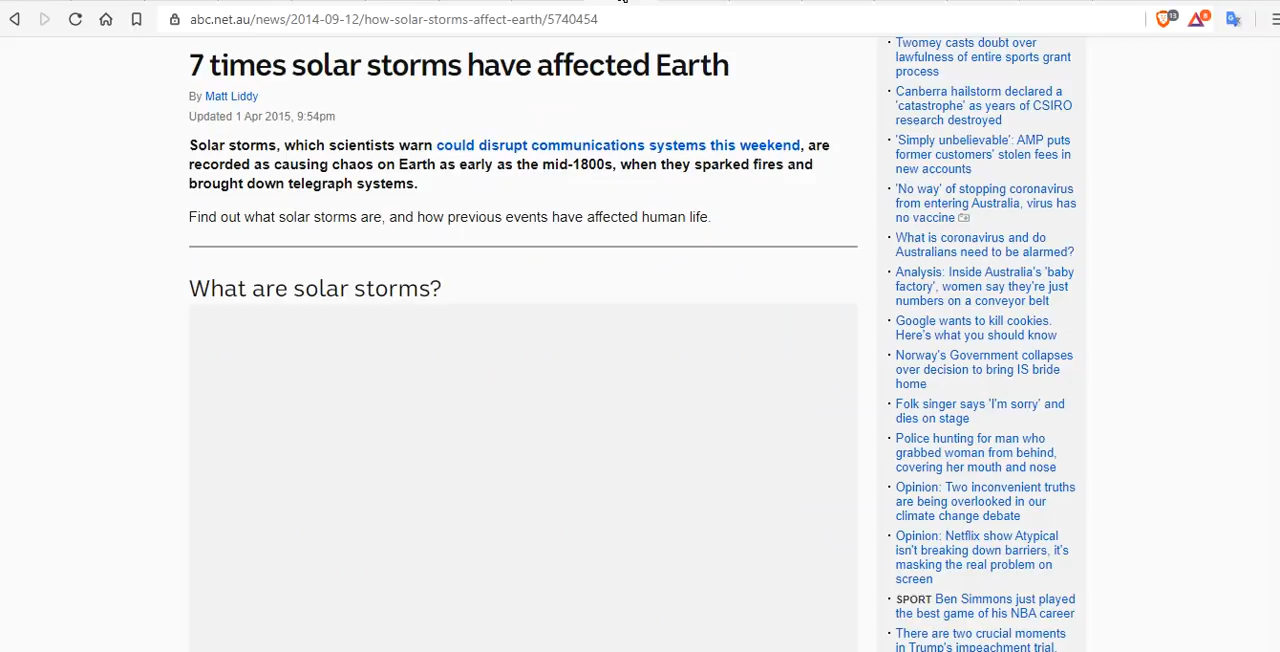 abc.net.au/news/2014-09-12/how-solar-storms-affect-earth/5740454
13
8
7 times solar storms have affected Earth
By Matt Liddy
Updated 1 Apr 2015, 9:54pm
Solar storms, which scientists warn could disrupt communications systems this weekend, are
recorded as causing chaos on Earth as early as the mid-1800s, when they sparked fires and
brought down telegraph systems.
Find out what solar storms are, and how previous events have affected human life.
What are solar storms?
Twomey casts doubt over
lawfulness of entire sports grant
process
Canberra hailstorm declared a
'catastrophe' as years of CSIRO
research destroyed
'Simply unbelievable': AMP puts
former customers' stolen fees in
new accounts
'No way' of stopping coronavirus
from entering Australia, virus has
no vaccine
What is coronavirus and do
Australians need to be alarmed?
Analysis: Inside Australia's 'baby
factory', women say they're just
numbers on a conveyor belt
Google wants to kill cookies.
Here's what you should know
Norway's Government collapses
over decision to bring IS bride
home
Folk singer says 'I'm sorry' and
dies on stage
Police hunting for man who
grabbed woman from behind,
covering her mouth and nose
Opinion: Two inconvenient truths
are being overlooked in our
climate change debate
Opinion: Netflix show Atypical
isn't breaking down barriers, it's
masking the real problem on
screen
SPORT Ben Simmons just played
the best game of his NBA career
There are two crucial moments
in Trump's impeachment trial.